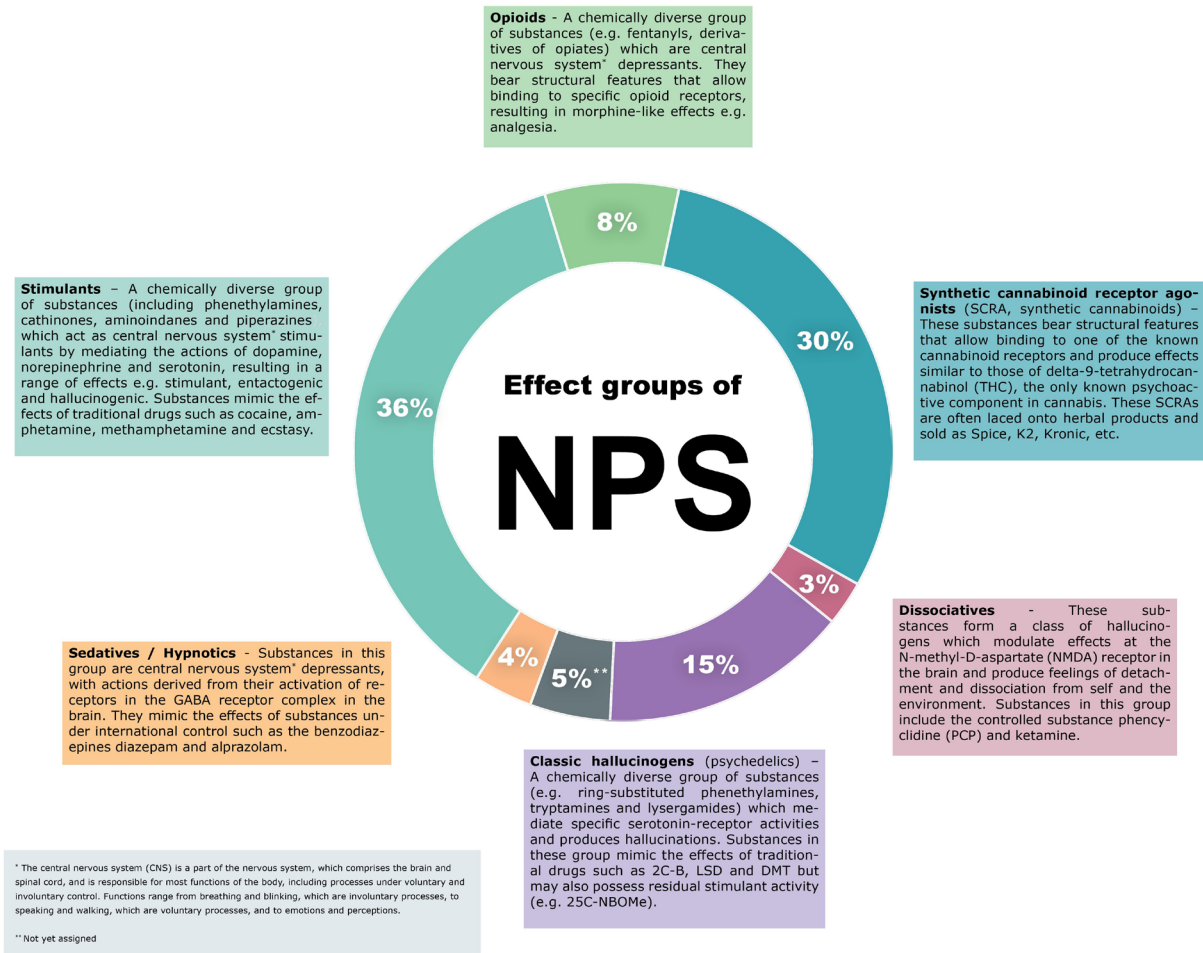 Opioids - A chemically diverse group
of substances (e.g. fentanyls, deriva-
tives of opiates) which are central
nervous system* depressants. They
bear structural features that allow
binding to specific opioid receptors,
resulting in morphine-like effects e.g.
analgesia.
8%
Stimulants – A chemically diverse group
of substances (including phenethylamines,
cathinones, aminoindanes and piperazines
which act as central nervous system* stimu-
lants by mediating the actions of dopamine,
norepinephrine and serotonin, resulting in a
range of effects e.g. stimulant, entactogenic
and hallucinogenic. Substances mimic the ef-
fects of traditional drugs such as cocaine, am-
phetamine, methamphetamine and ecstasy.
36%
Effect groups of
NPS
30%
Synthetic cannabinoid receptor ago-
nists (SCRA, synthetic cannabinoids) –
These substances bear structural features
that allow binding to one of the known
cannabinoid receptors and produce effects
similar to those of delta-9-tetrahydrocan-
nabinol (THC), the only known psychoac-
tive component in cannabis. These SCRAs
are often laced onto herbal products and
sold as Spice, K2, Kronic, etc.
3%
Dissociatives - These sub-
stances form a class of hallucino-
gens which modulate effects at the
N-methyl-D-aspartate (NMDA) receptor in
the brain and produce feelings of detach-
ment and dissociation from self and the
environment. Substances in this group
include the controlled substance phency-
clidine (PCP) and ketamine.
Sedatives / Hypnotics - Substances in this
group are central nervous system* depressants,
with actions derived from their activation of re-
ceptors in the GABA receptor complex in the
brain. They mimic the effects of substances un-
der international control such as the benzodiaz-
epines diazepam and alprazolam.
4%
5%**
15%
Classic hallucinogens (psychedelics) –
A chemically diverse group of substances
(e.g. ring-substituted phenethylamines,
tryptamines and lysergamides) which me-
diate specific serotonin-receptor activities
and produces hallucinations. Substances in
these group mimic the effects of tradition-
al drugs such as 2C-B, LSD and DMT but
may also possess residual stimulant activity
(e.g. 25C-NBOMe).
* The central nervous system (CNS) is a part of the nervous system, which comprises the brain and
spinal cord, and is responsible for most functions of the body, including processes under voluntary and
involuntary control. Functions range from breathing and blinking, which are involuntary processes, to
speaking and walking, which are voluntary processes, and to emotions and perceptions.
** Not yet assigned